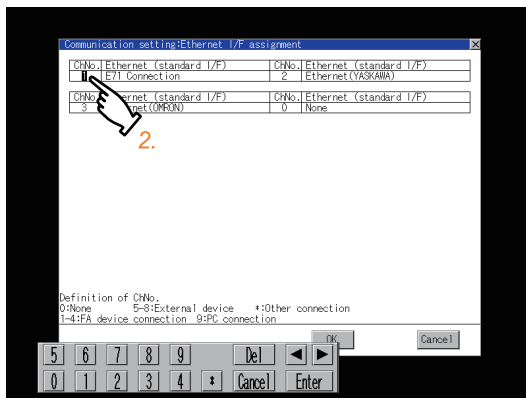 Communication setting:Ethernet I/F assignment
ChNo. Ethernet (standard I/F) ChNo. Ethernet (standard I/F)
1 E71 Connection 2 Ethernet(YASKAWA)
ChNo. Ethernet (standard I/F) ChNo. Ethernet (standard I/F)
3 Ethernet(OMRON) 0 None
2.
Definition of ChNo.
0:None 5-8:External device *:Other connection
1-4:FA device connection 9:PC connection
OK Cancel
5 6 7 8 9 Del
0 1 2 3 4 * Cancel Enter